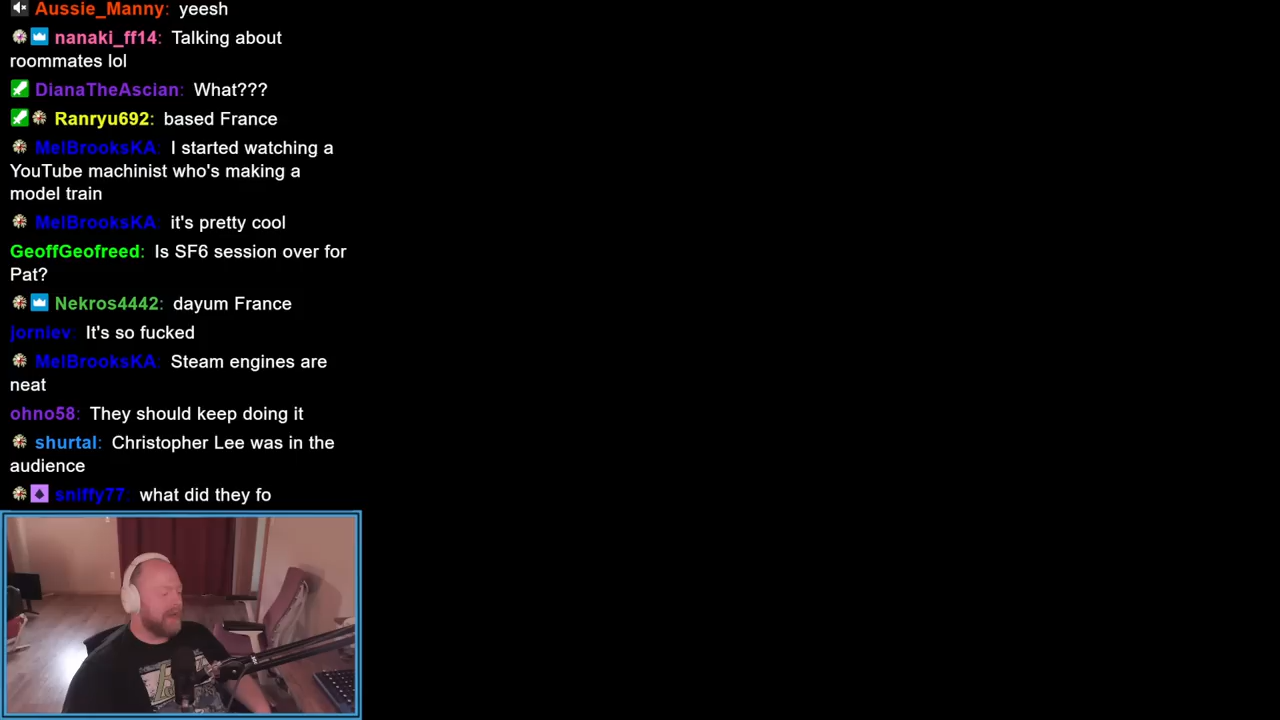 Aussie_Manny: yeesh
nanaki_ff14: Talking about
roommates lol
DianaTheAscian: What???
Ranryu692: based France
MelBrooksKA: I started watching a
YouTube machinist who's making a
model train
MelBrooksKA: it's pretty cool
GeoffGeofreed: Is SF6 session over for
Pat?
Nekros4442: dayum France
jorniev: It's so fucked
MelBrooksKA: Steam engines are
neat
ohno58: They should keep doing it
shurtal: Christopher Lee was in the
audience
sniffy77: what did they fo